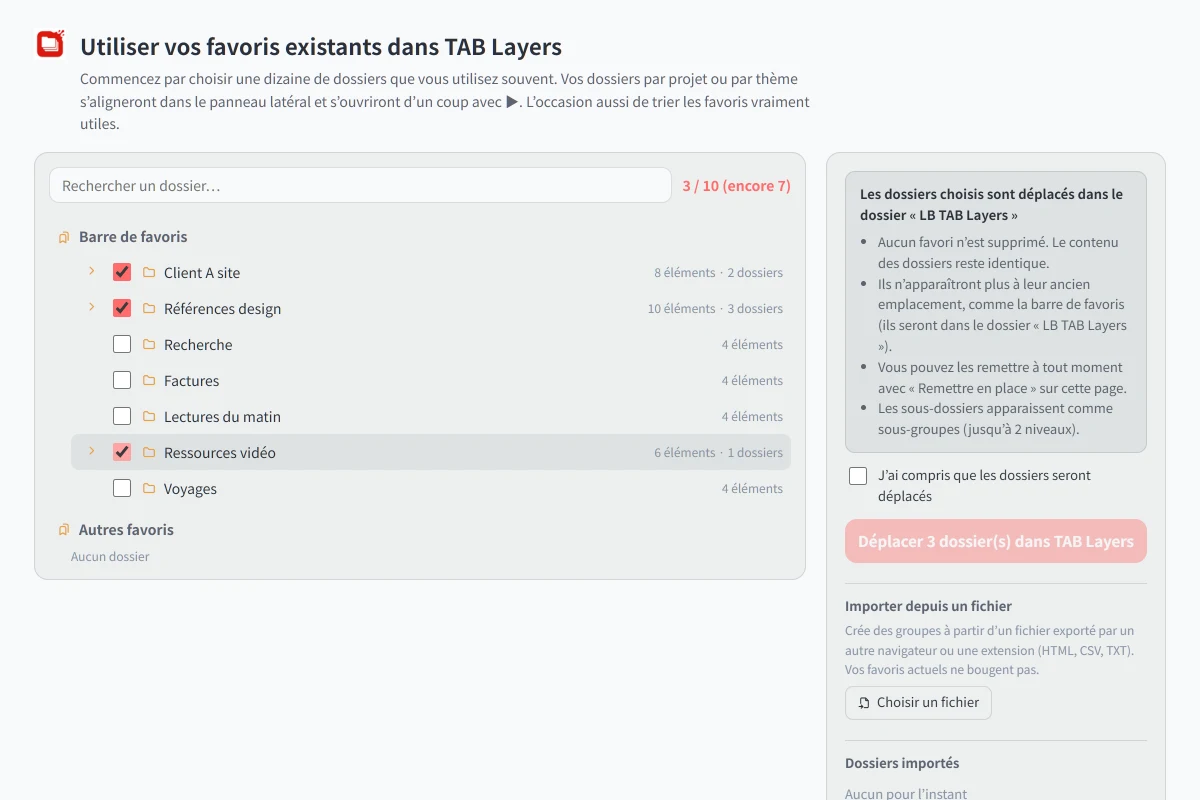 Utiliser vos favoris existants dans TAB Layers
Commencez par choisir une dizaine de dossiers que vous utilisez souvent. Vos dossiers par projet ou par thème
s’aligneront dans le panneau latéral et s’ouvriront d’un coup avec ▶. L’occasion aussi de trier les favoris vraiment
utiles.
Rechercher un dossier…
3 / 10 (encore 7)
Barre de favoris
Client A site
8 éléments · 2 dossiers
Références design
10 éléments · 3 dossiers
Recherche
4 éléments
Factures
4 éléments
Lectures du matin
4 éléments
Ressources vidéo
6 éléments · 1 dossiers
Voyages
4 éléments
Autres favoris
Aucun dossier
Les dossiers choisis sont déplacés dans le
dossier « LB TAB Layers »
• Aucun favori n’est supprimé. Le contenu
des dossiers reste identique.
• Ils n’apparaîtront plus à leur ancien
emplacement, comme la barre de favoris
(ils seront dans le dossier « LB TAB Layers
»).
• Vous pouvez les remettre à tout moment
avec « Remettre en place » sur cette page.
• Les sous-dossiers apparaissent comme
sous-groupes (jusqu’à 2 niveaux).
J’ai compris que les dossiers seront
déplacés
Déplacer 3 dossier(s) dans TAB Layers
Importer depuis un fichier
Crée des groupes à partir d’un fichier exporté par un
autre navigateur ou une extension (HTML, CSV, TXT).
Vos favoris actuels ne bougent pas.
Choisir un fichier
Dossiers importés
Aucun pour l’instant